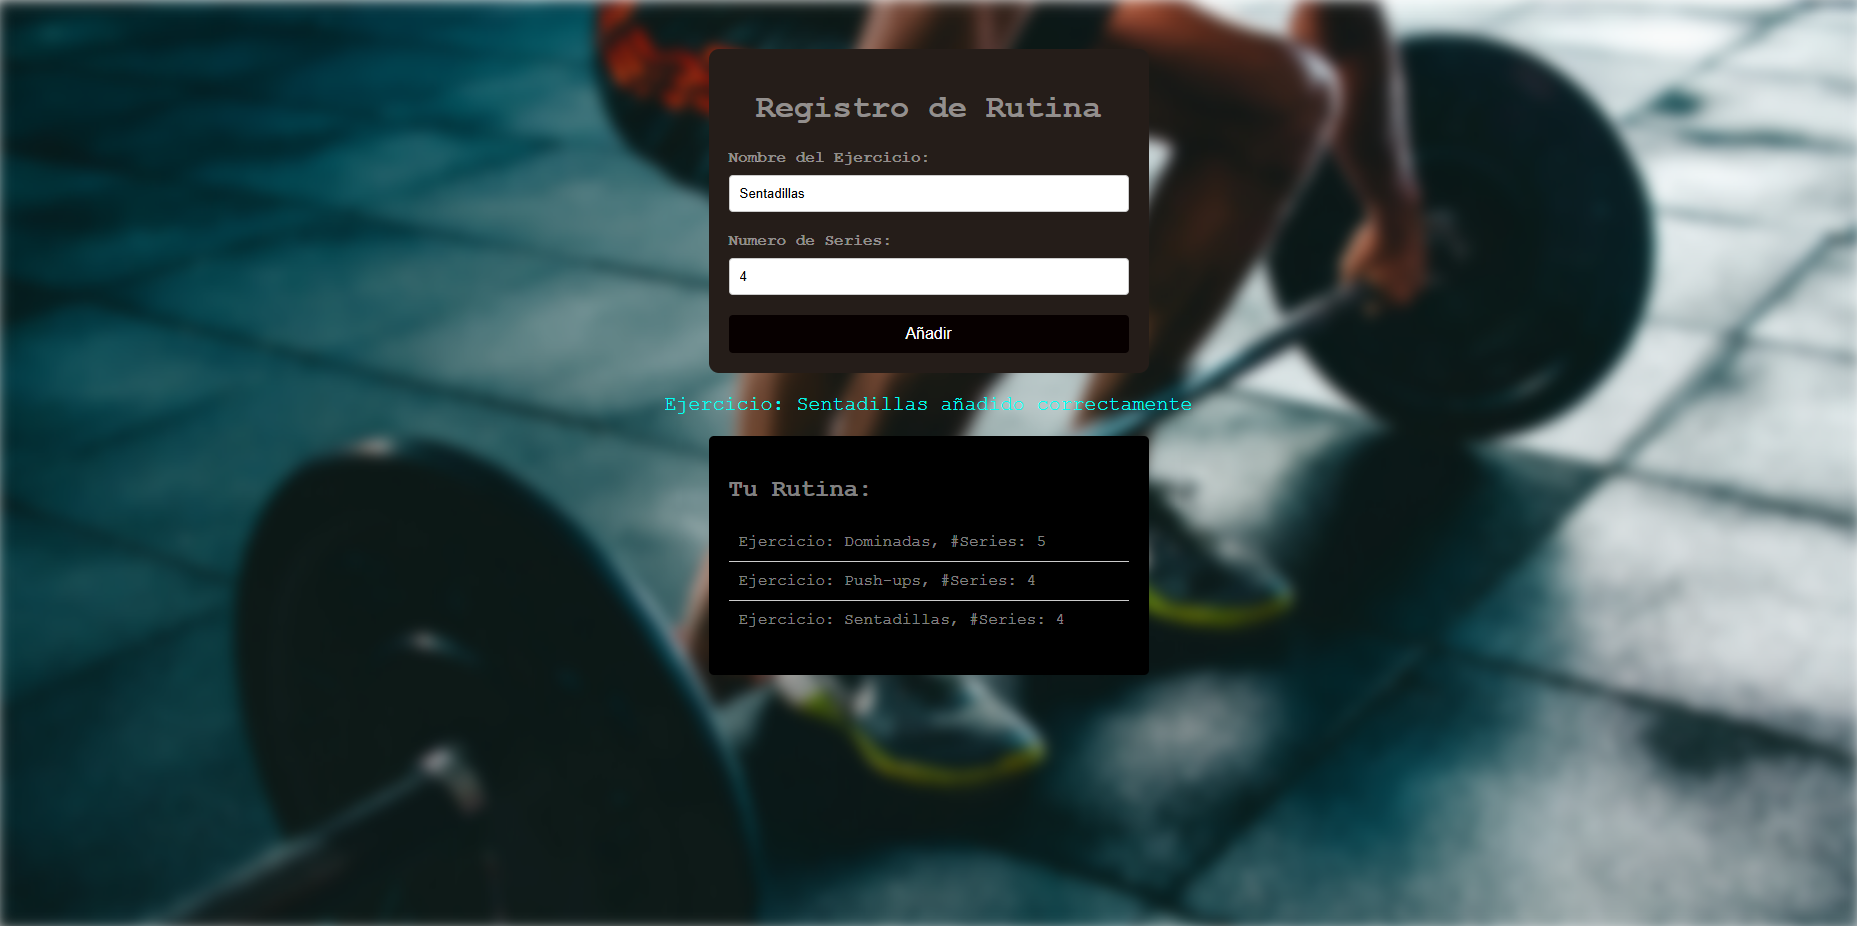 Registro de Rutina
Nombre del Ejercicio:
Sentadillas
Numero de Series:
4
Añadir
Ejercicio: Sentadillas añadido correctamente
Tu Rutina:
Ejercicio: Dominadas, #Series: 5
Ejercicio: Push-ups, #Series: 4
Ejercicio: Sentadillas, #Series: 4